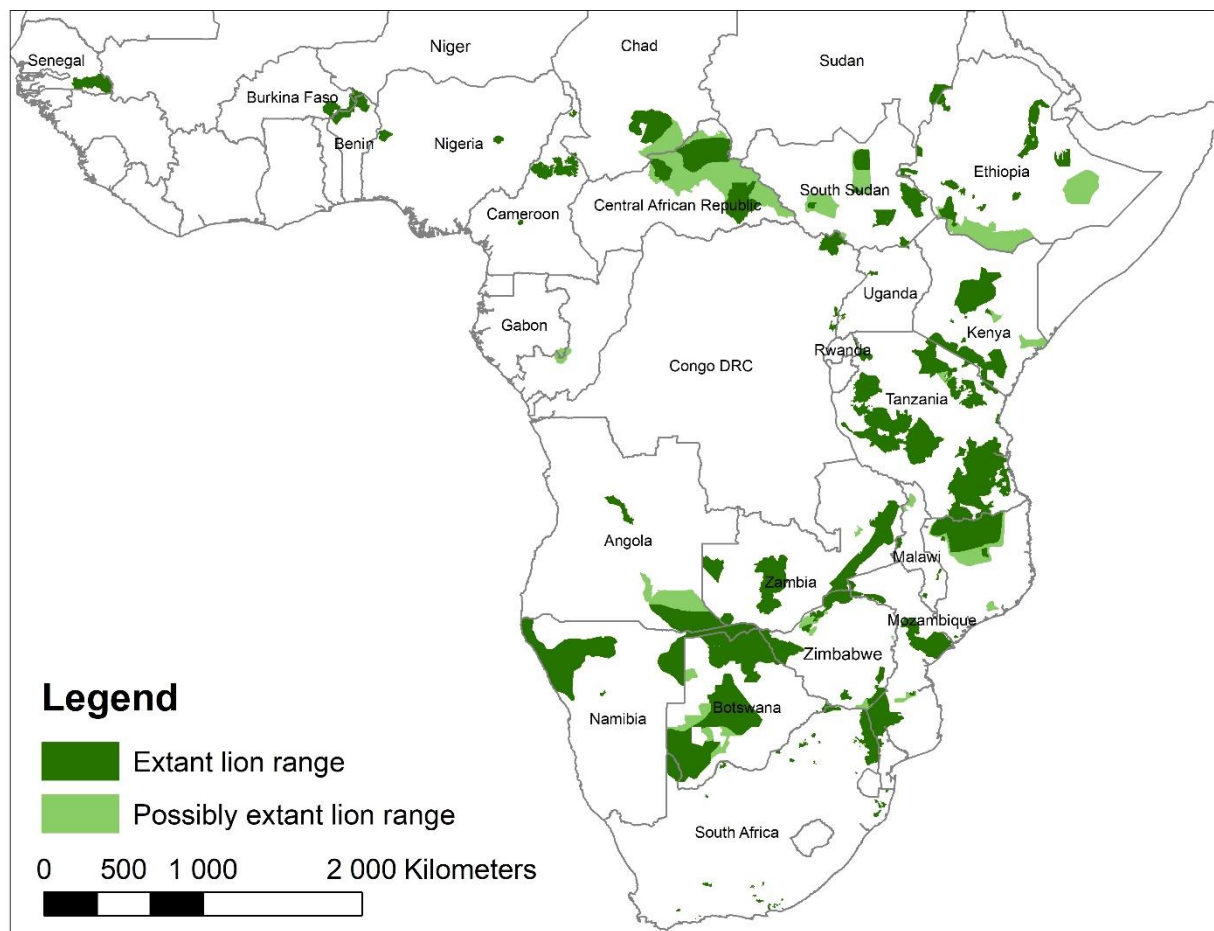 Niger
Chad
Senegal
Sudan
Burkina Faso
Benin
Nigeria
Ethiopia
South Sudan
Cameroon
Central African Republic
Uganda
Gabon
Kenya
Rwanda
Congo DRC
Tanzania
Angola
Malawi
Zambia
Mozambique
Zimbabwe
Legend
Namibia
Botswana
Extant lion range
Possibly extant lion range
South Africa
0 500 1 000 2 000 Kilometers